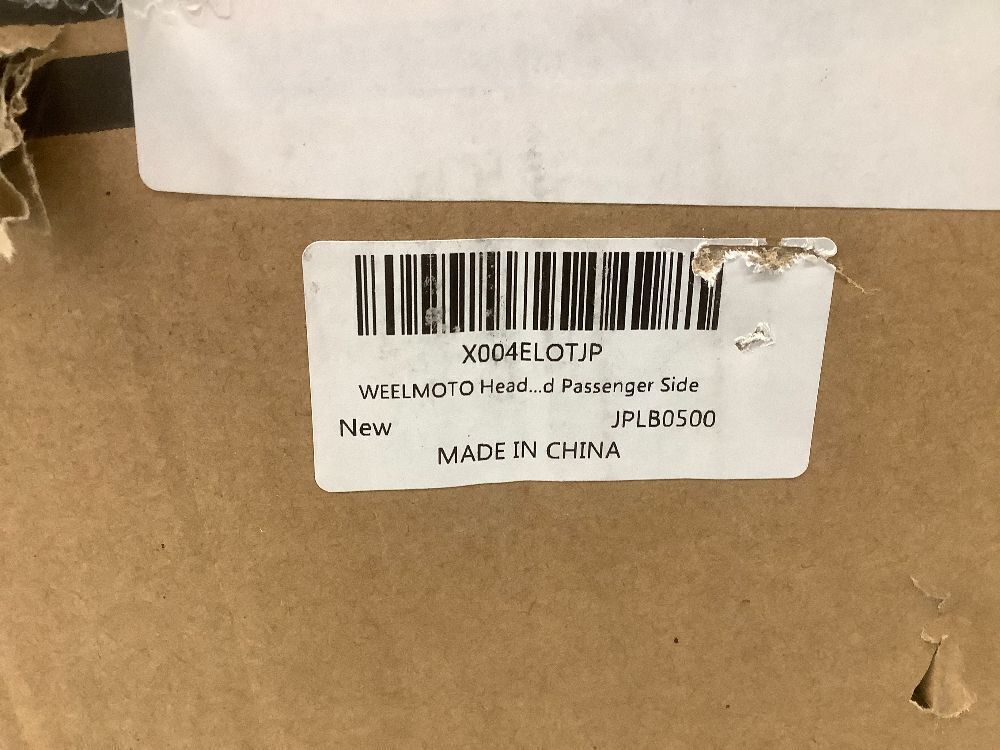 X004ELOTJP
WEELMOTO Head...d Passenger Side
New
JPLB0500
MADE IN CHINA